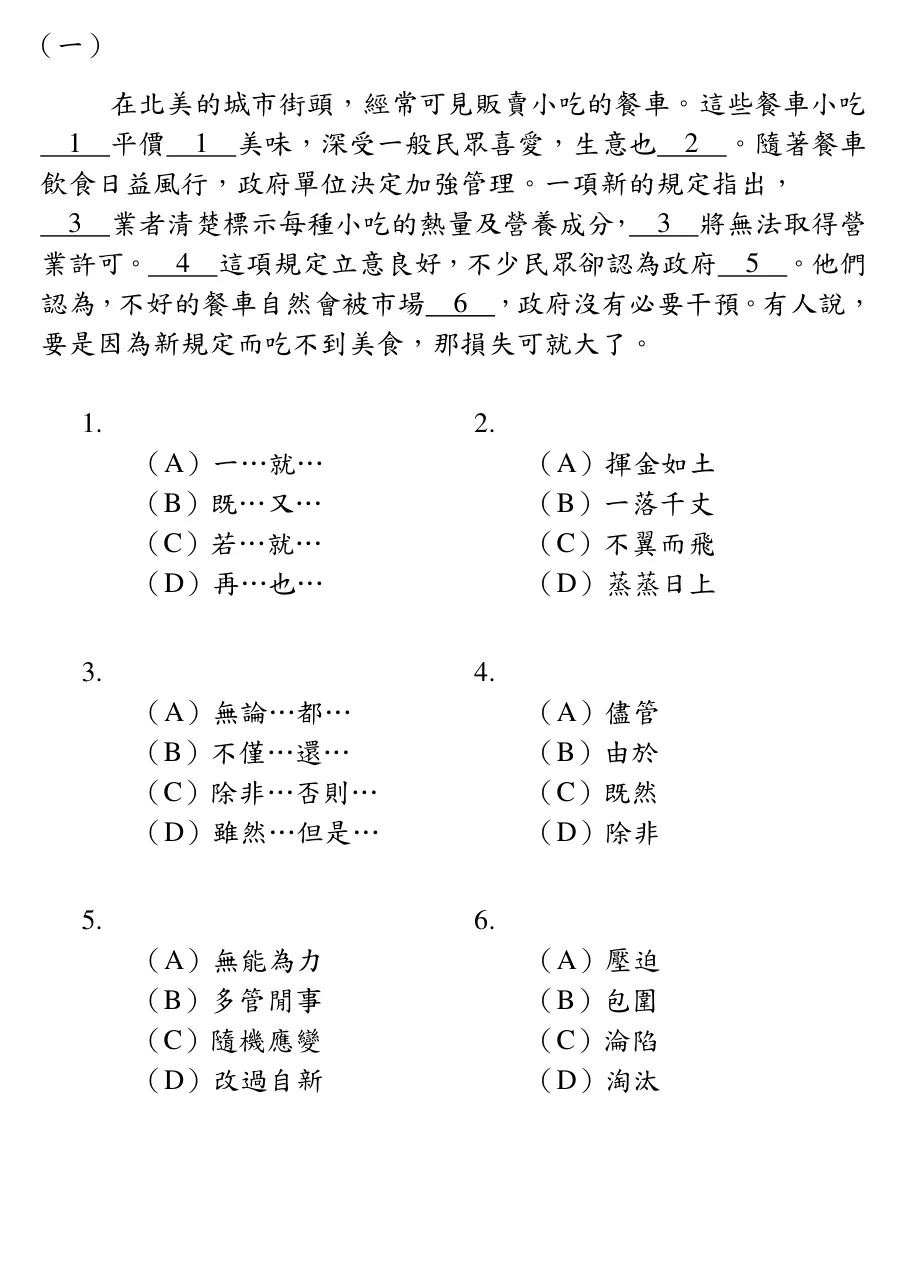 （一）
在北美的城市街頭，經常可見販賣小吃的餐車。這些餐車小吃
1 平價 1 美味，深受一般民眾喜愛，生意也 2 。隨著餐車
飲食日益風行，政府單位決定加強管理。一項新的規定指出，
3 業者清楚標示每種小吃的熱量及營養成分， 3 將無法取得營
業許可。 4 這項規定立意良好，不少民眾卻認為政府 5 。他們
認為，不好的餐車自然會被市場 6 ，政府沒有必要干預。有人說，
要是因為新規定而吃不到美食，那損失可就大了。
1.
（A）一…就…
（B）既…又…
（C）若…就…
（D）再…也…
2.
（A）揮金如土
（B）一落千丈
（C）不翼而飛
（D）蒸蒸日上
3.
（A）無論…都…
（B）不僅…還…
（C）除非…否則…
（D）雖然…但是…
4.
（A）儘管
（B）由於
（C）既然
（D）除非
5.
（A）無能為力
（B）多管閒事
（C）隨機應變
（D）改過自新
6.
（A）壓迫
（B）包圍
（C）淪陷
（D）淘汰